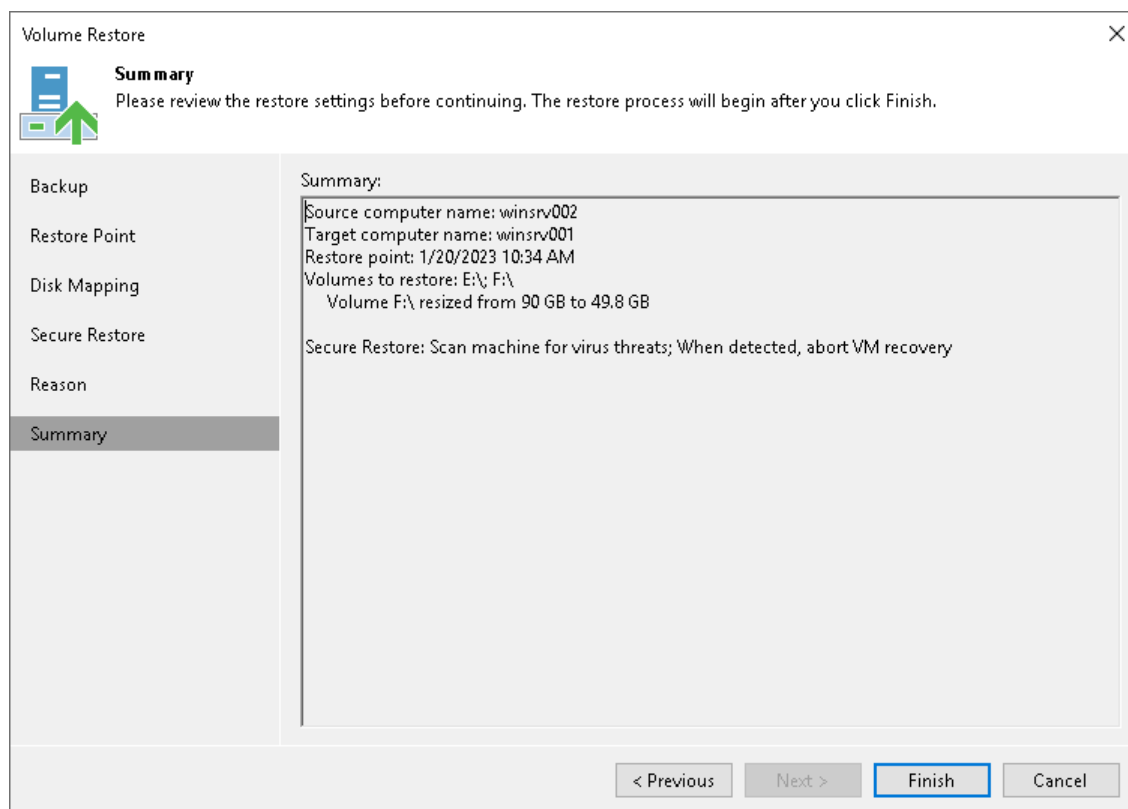 Volume Restore
Summary
Please review the restore settings before continuing. The restore process will begin after you click Finish.
Backup
Restore Point
Disk Mapping
Secure Restore
Reason
Summary
Summary:
Source computer name: winsrv002
Target computer name: winsrv001
Restore point: 1/20/2023 10:34 AM
Volumes to restore: E:\; F:\
Volume F:\ resized from 90 GB to 49.8 GB
Secure Restore: Scan machine for virus threats; When detected, abort VM recovery
< Previous
Next >
Finish
Cancel